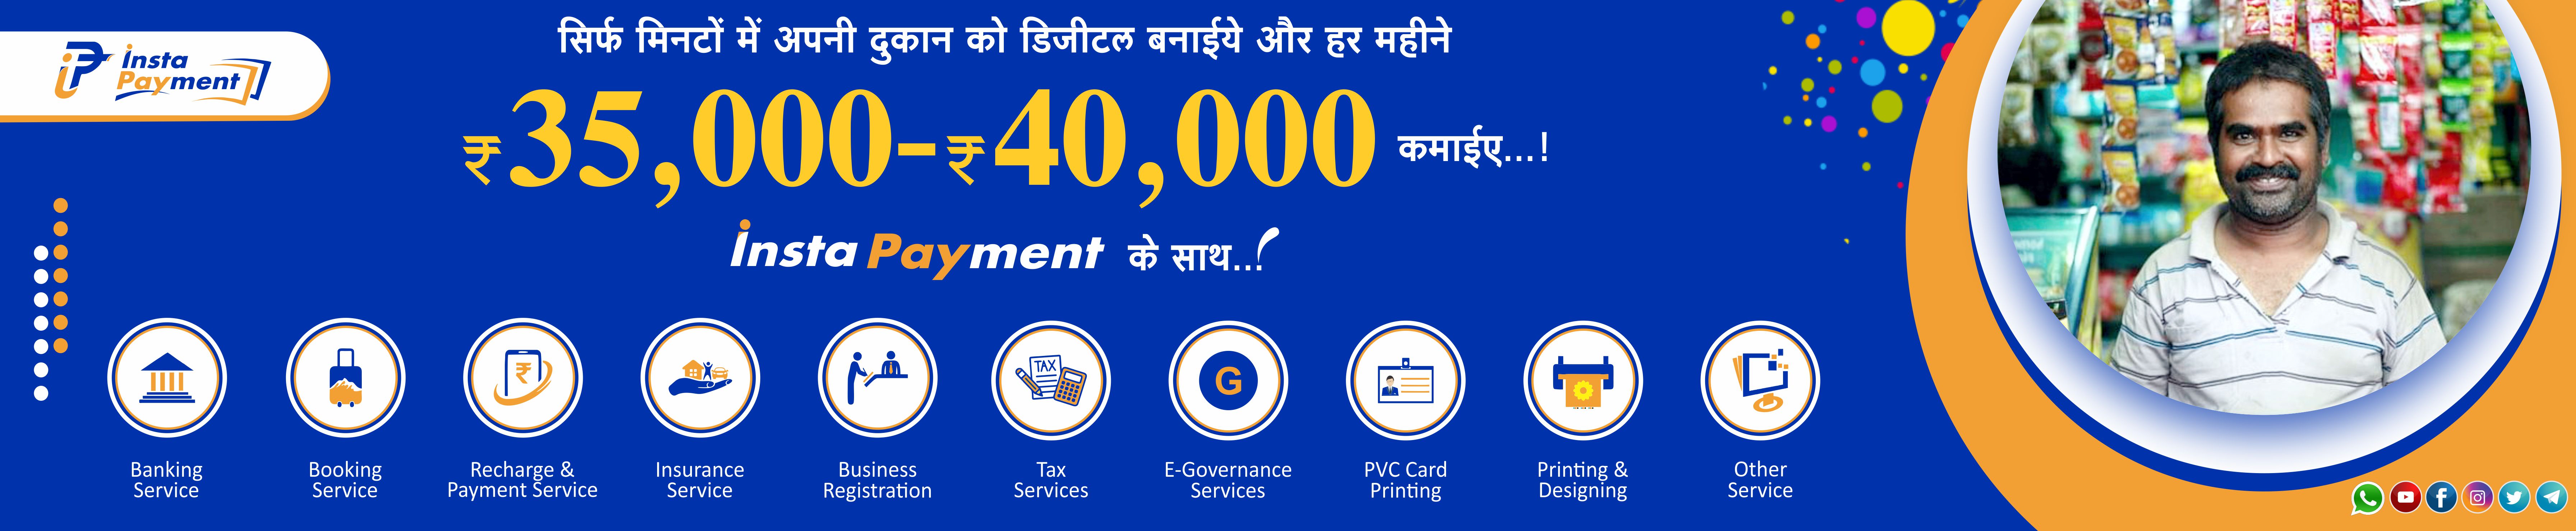 insta
Payment
सिर्फ मिनटों में अपनी दुकान को डिजीटल बनाईये और हर महीने
₹35,000-₹40,000 कमाईए...!
insta Payment के साथ...!
Banking
Service
Booking
Service
Recharge &
Payment Service
Insurance
Service
Business
Registration
TAX
Tax
Services
G
E-Governance
Services
PVC Card
Printing
Printing &
Designing
Other
Service